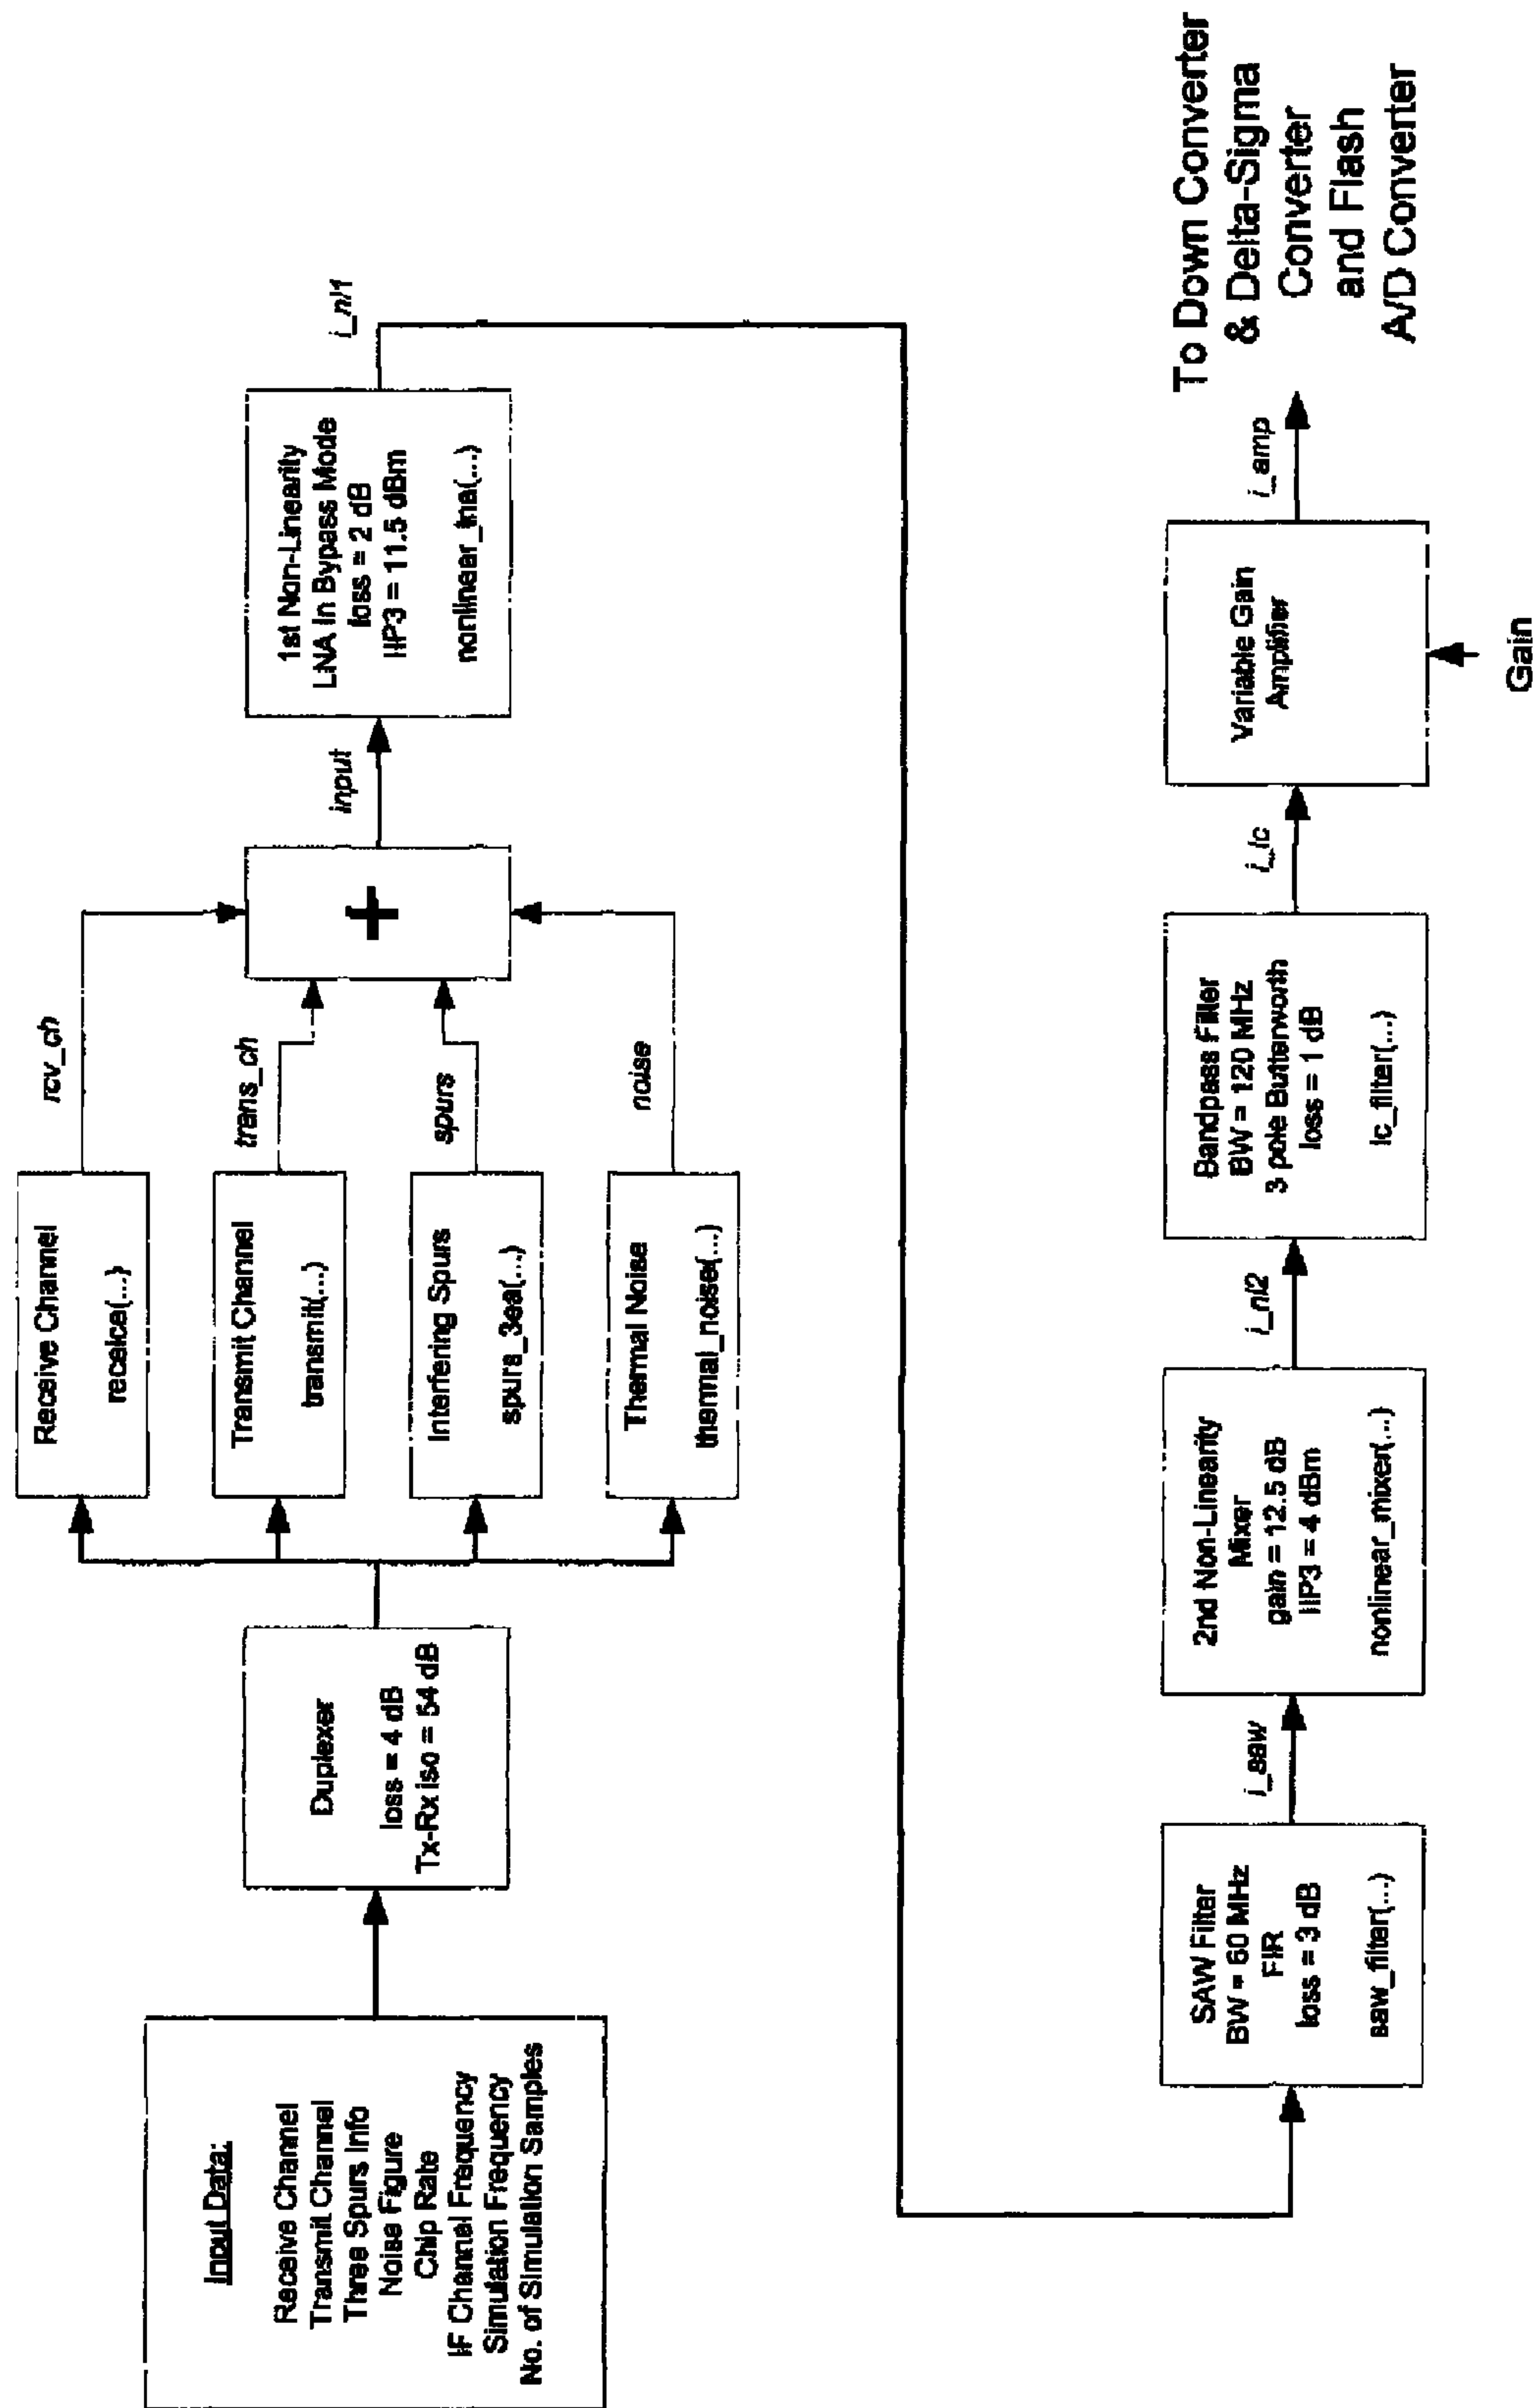 Input Data:
Receive Channel
Transmit Channel
Three Spurs Info
Noise Figure
Chip Rate
IF Channel Frequency
Simulation Frequency
No. of Simulation Samples
Duplexer
loss = 4 dB
Tx-Rx iso = 54 dB
Receive Channel
receice(...)
Transmit Channel
transmit(...)
Interfering Spurs
spurs_3ea(...)
Thermal Noise
thermal_noise(...)
rcv_ch
trans_ch
spurs
noise
+
input
1st Non-Linearity
LNA In Bypass Mode
loss = 2 dB
IIP3 = 11.5 dBm
nonlinear_lna(...)
i_nl1
SAW Filter
BW = 60 MHz
FIR
loss = 3 dB
saw_filter(...)
i_saw
2nd Non-Linearity
Mixer
gain = 12.5 dB
IIP3 = 4 dBm
nonlinear_mixer(...)
i_nl2
Bandpass Filter
BW = 120 MHz
3 pole Butterworth
loss = 1 dB
lc_filter(...)
i_lc
Variable Gain
Amplifier
Gain
i_amp
To Down Converter
& Delta-Sigma
Converter
and Flash
A/D Converter